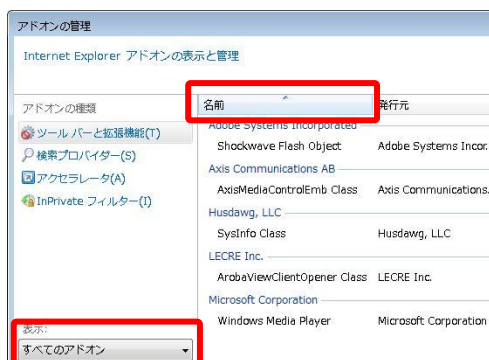 アドオンの管理
Internet Explorer アドオンの表示と管理
アドオンの種類
ツール バーと拡張機能(T)
検索プロバイダー(S)
アクセラレータ(A)
InPrivate フィルター(I)
表示:
すべてのアドオン
名前 発行元
Adobe Systems Incorporated
Shockwave Flash Object Adobe Systems Incor.
Axis Communications AB
AxisMediaControlEmb Class Axis Communications.
Husdawg, LLC
SysInfo Class Husdawg, LLC
LECRE Inc.
ArobaViewClientOpener Class LECRE Inc.
Microsoft Corporation
Windows Media Player Microsoft Corporation